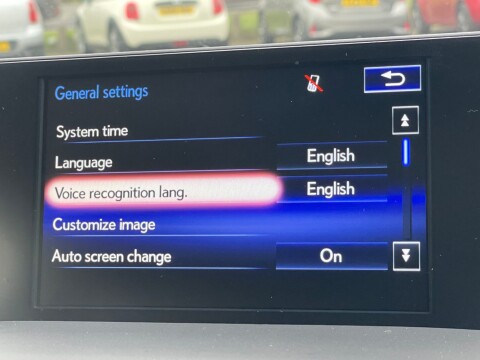 General settings
System time
Language English
Voice recognition lang. English
Customize image
Auto screen change On